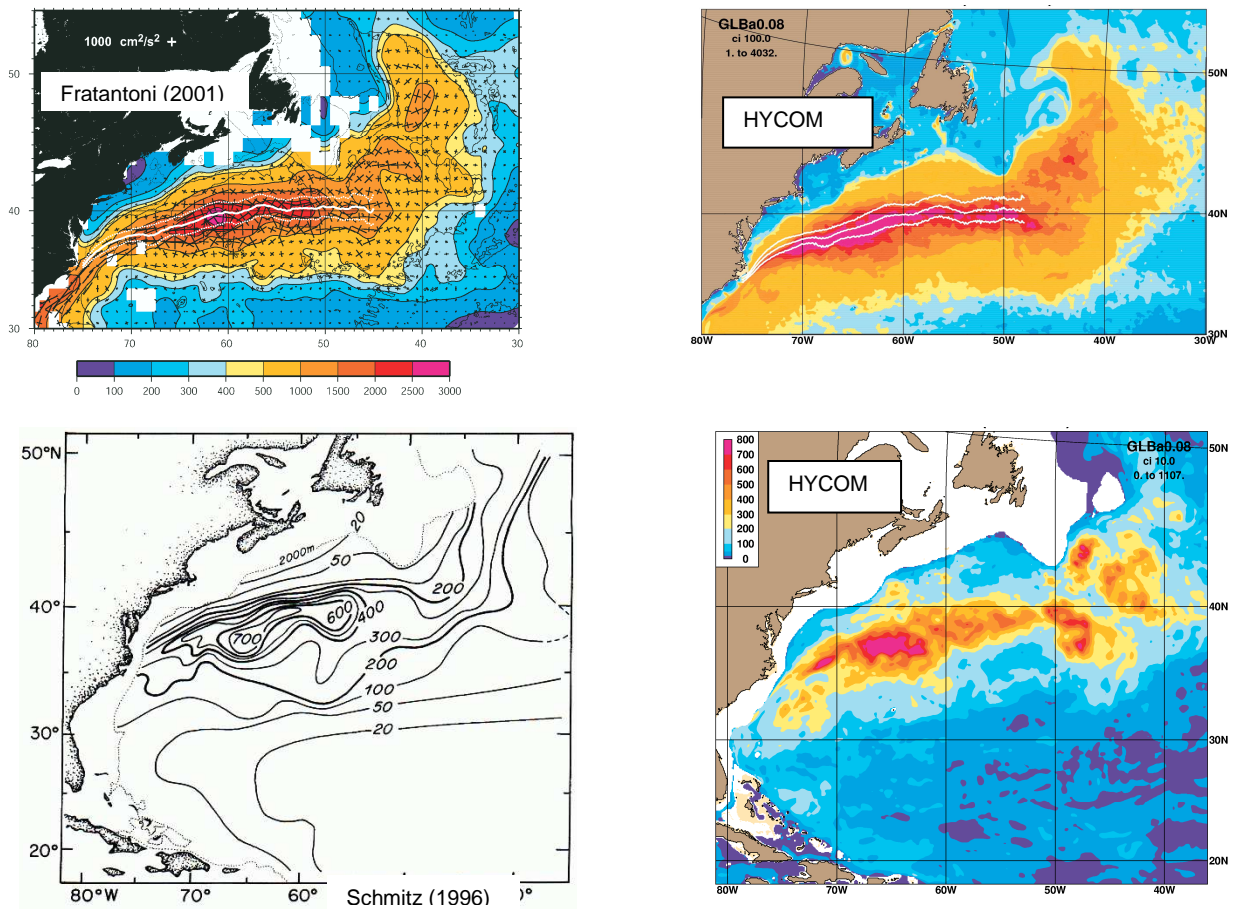 1000 cm²/s² +
50
Fratantoni (2001)
40
30
80 70 60 50 40 30
0 100 200 300 400 500 1000 1500 2000 2500 3000
GLBa0.08
ci 100.0
1. to 4032.
50N
HYCOM
40N
30N
80W 70W 60W 50W 40W 30W
50°N
20
2000m
50
200
40°
600
400
700
300
200
100
50
30°
20
20°
80°W 70° 60° 50° 40°
Schmitz (1996)
800
700
600
500
400
300
200
100
0
GLBa0.08
ci 10.0
0. to 1107.
50N
HYCOM
40N
30N
20N
80W 70W 60W 50W 40W